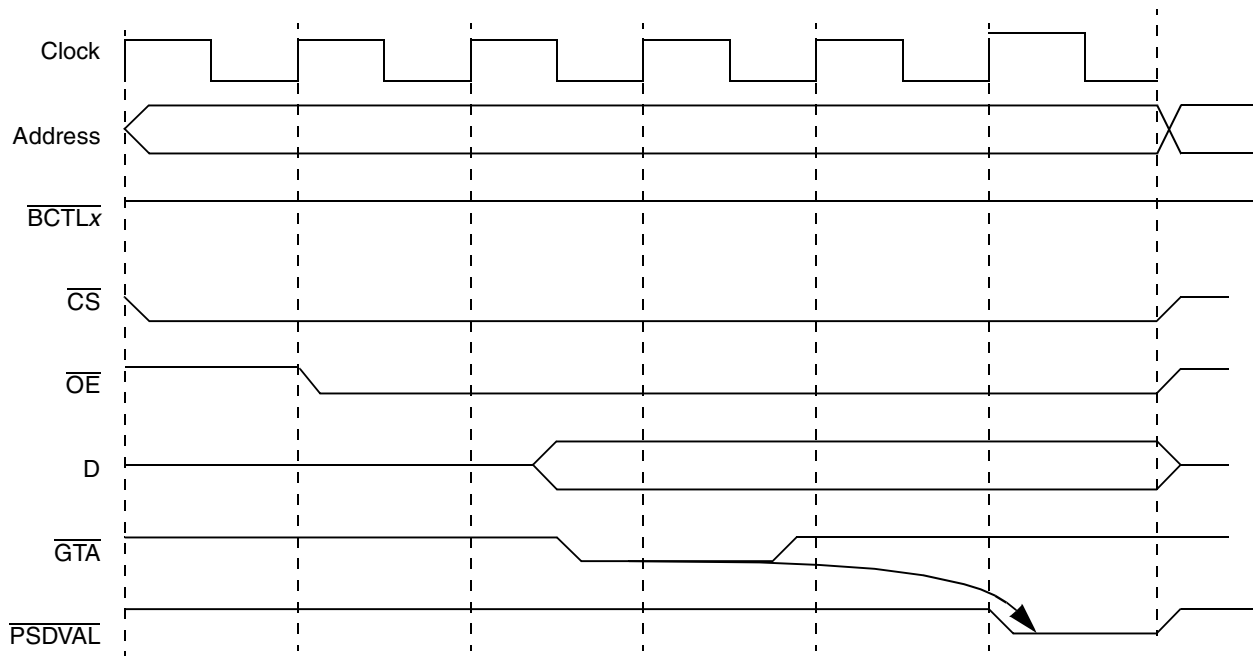 Clock
Address
BCTLx
CS
OE
D
GTA
PSDVAL